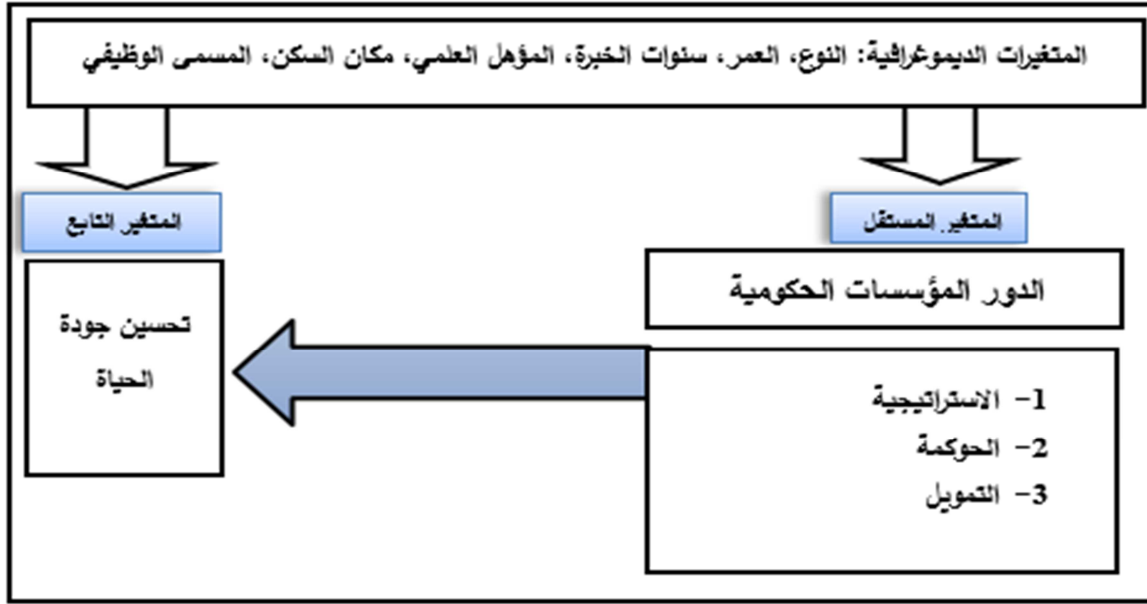 المتغيرات الديموغرافية: النوع، العمر، سنوات الخبرة، المؤهل العلمي، مكان السكن، المسمى الوظيفي
المتغير المستقل
الدور المؤسسات الحكومية
1- الاستراتيجية
2- الحوكمة
3- التمويل
المتغير التابع
تحسين جودة
الحياة